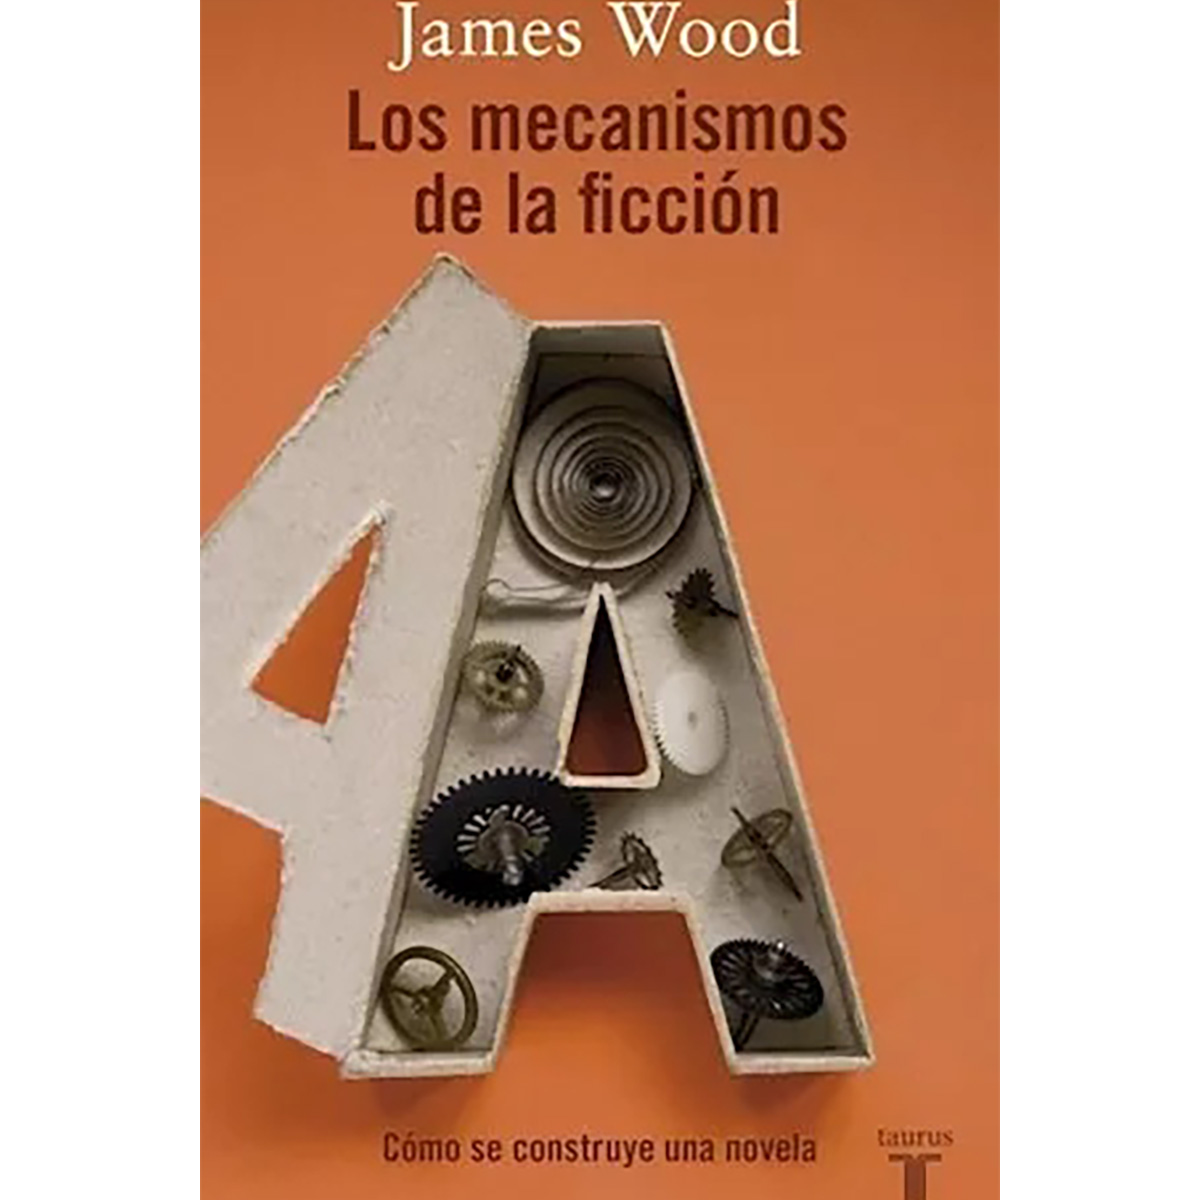 James Wood
Los mecanismos
de la ficción
A
Cómo se construye una novela
taurus
T